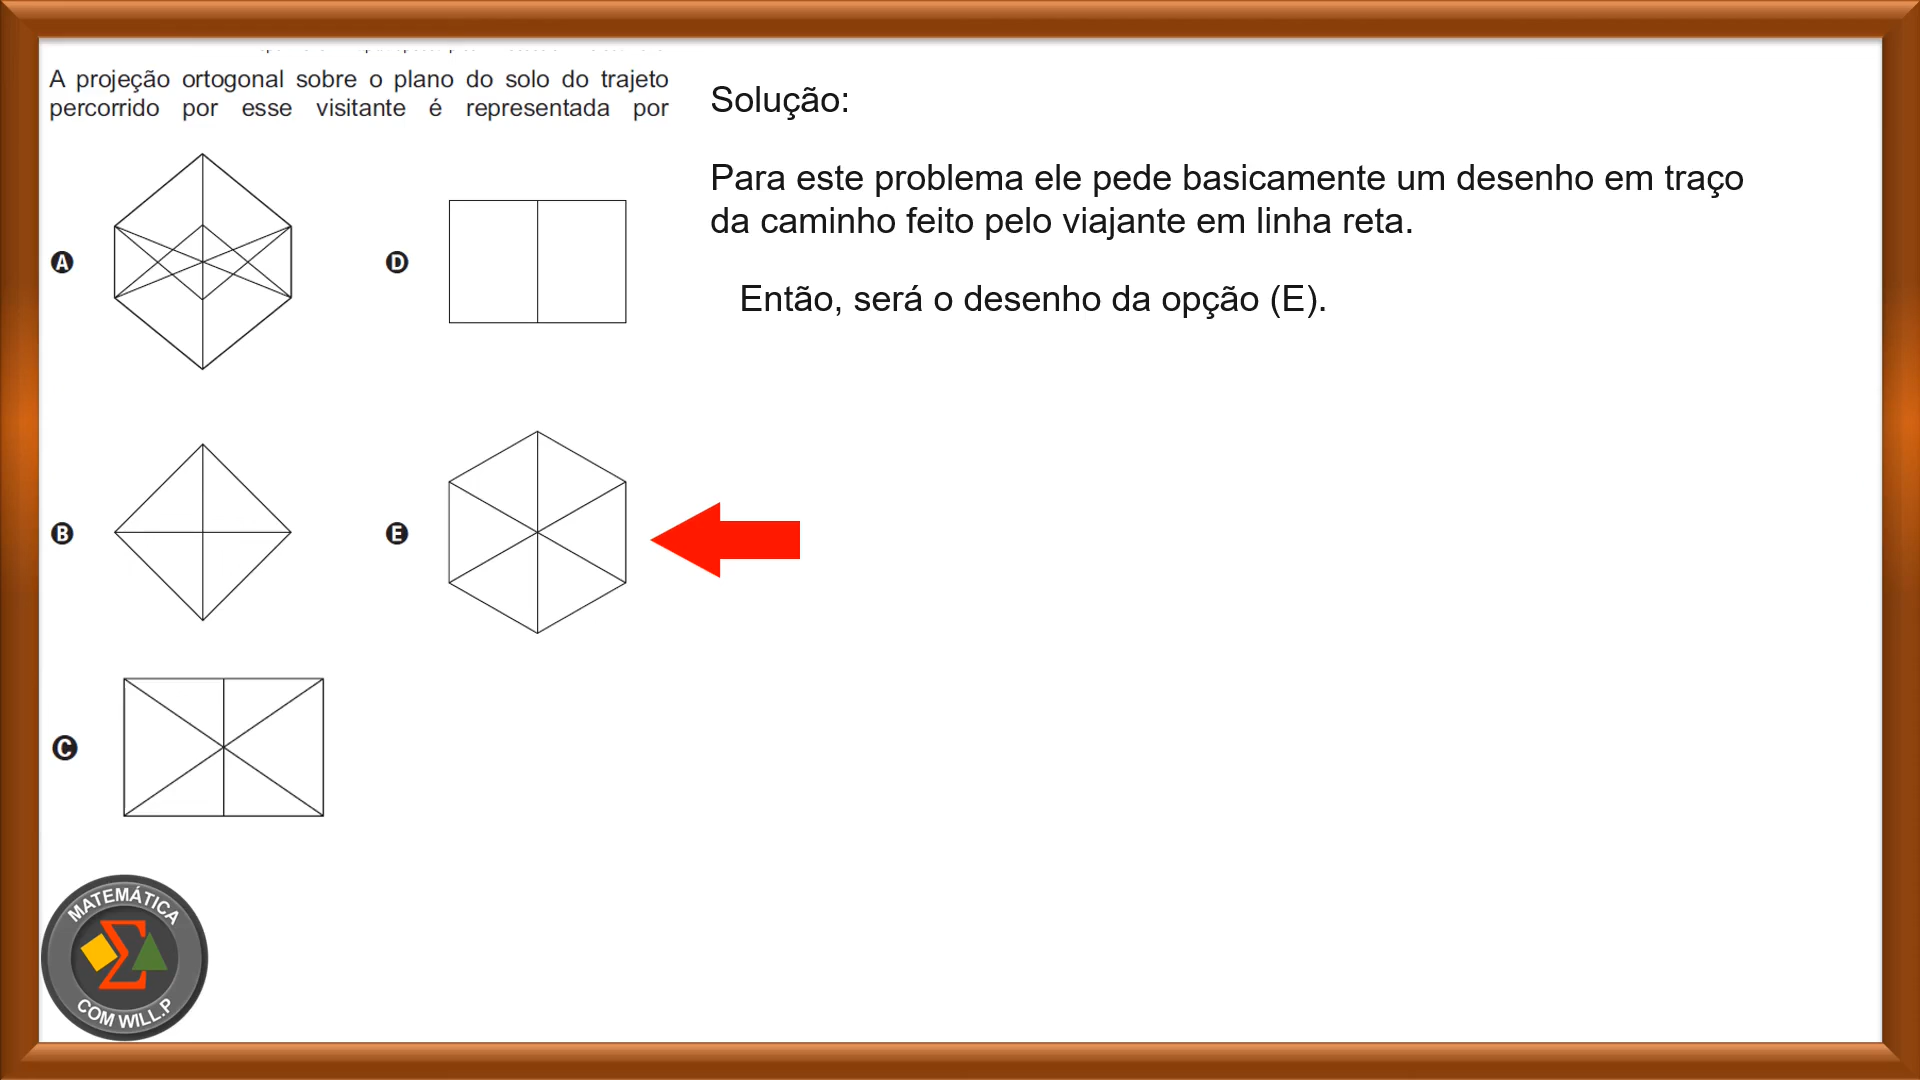 A projeção ortogonal sobre o plano do solo do trajeto
percorrido por esse visitante é representada por
A
D
B
E
C
Solução:
Para este problema ele pede basicamente um desenho em traço
da caminho feito pelo viajante em linha reta.
Então, será o desenho da opção (E).
MATEMÁTICA
Σ
COM WILL.P